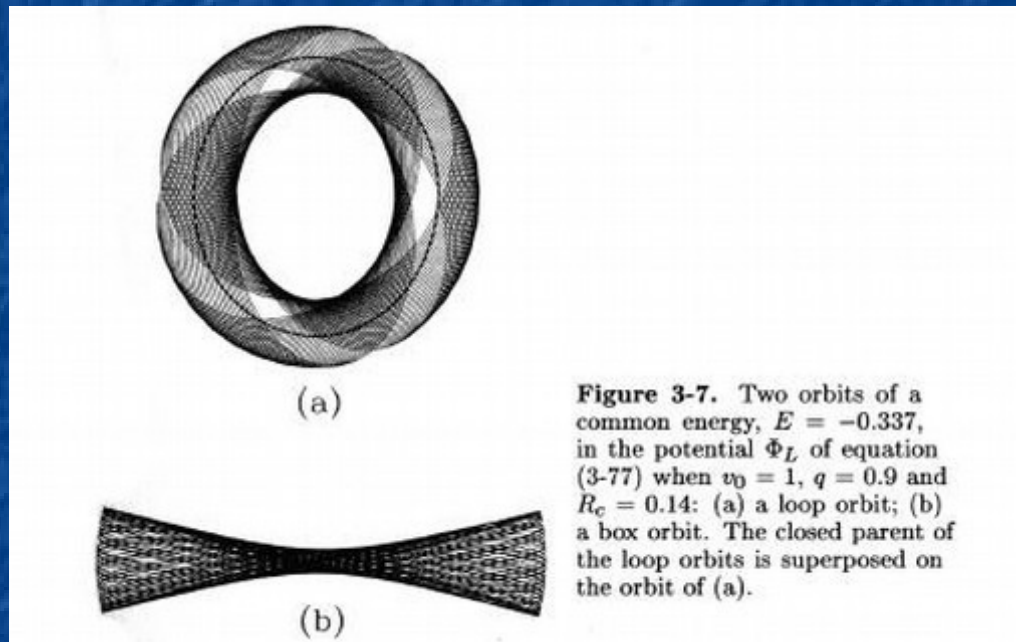 (a)
(b)
Figure 3-7. Two orbits of a
common energy, E = −0.337,
in the potential Φ_L of equation
(3-77) when v₀ = 1, q = 0.9 and
R_c = 0.14: (a) a loop orbit; (b)
a box orbit. The closed parent of
the loop orbits is superposed on
the orbit of (a).